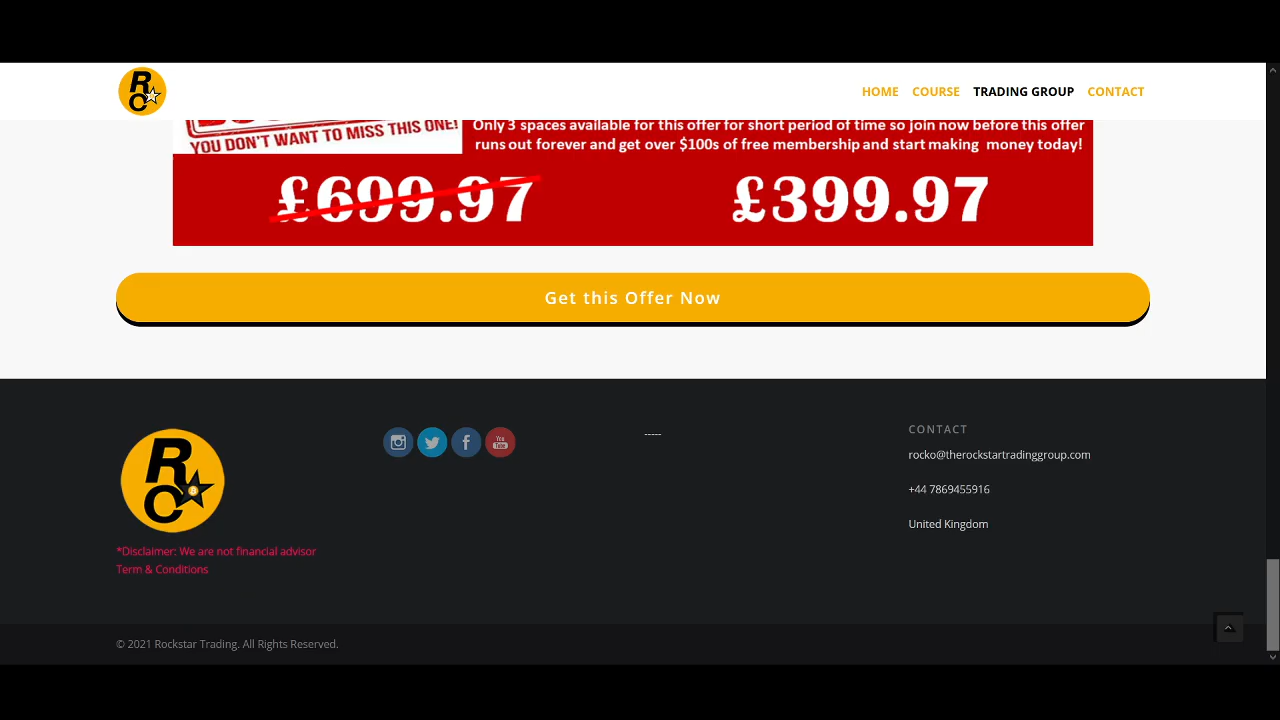 HOME COURSE TRADING GROUP CONTACT
YOU DON'T WANT TO MISS THIS ONE!
Only 3 spaces available for this offer for short period of time so join now before this offer
runs out forever and get over $100s of free membership and start making money today!
£699.97 £399.97
Get this Offer Now
RC
You
Tube
-----
CONTACT
rocko@therockstartradinggroup.com
+44 7869455916
United Kingdom
*Disclaimer: We are not financial advisor
Term & Conditions
© 2021 Rockstar Trading. All Rights Reserved.